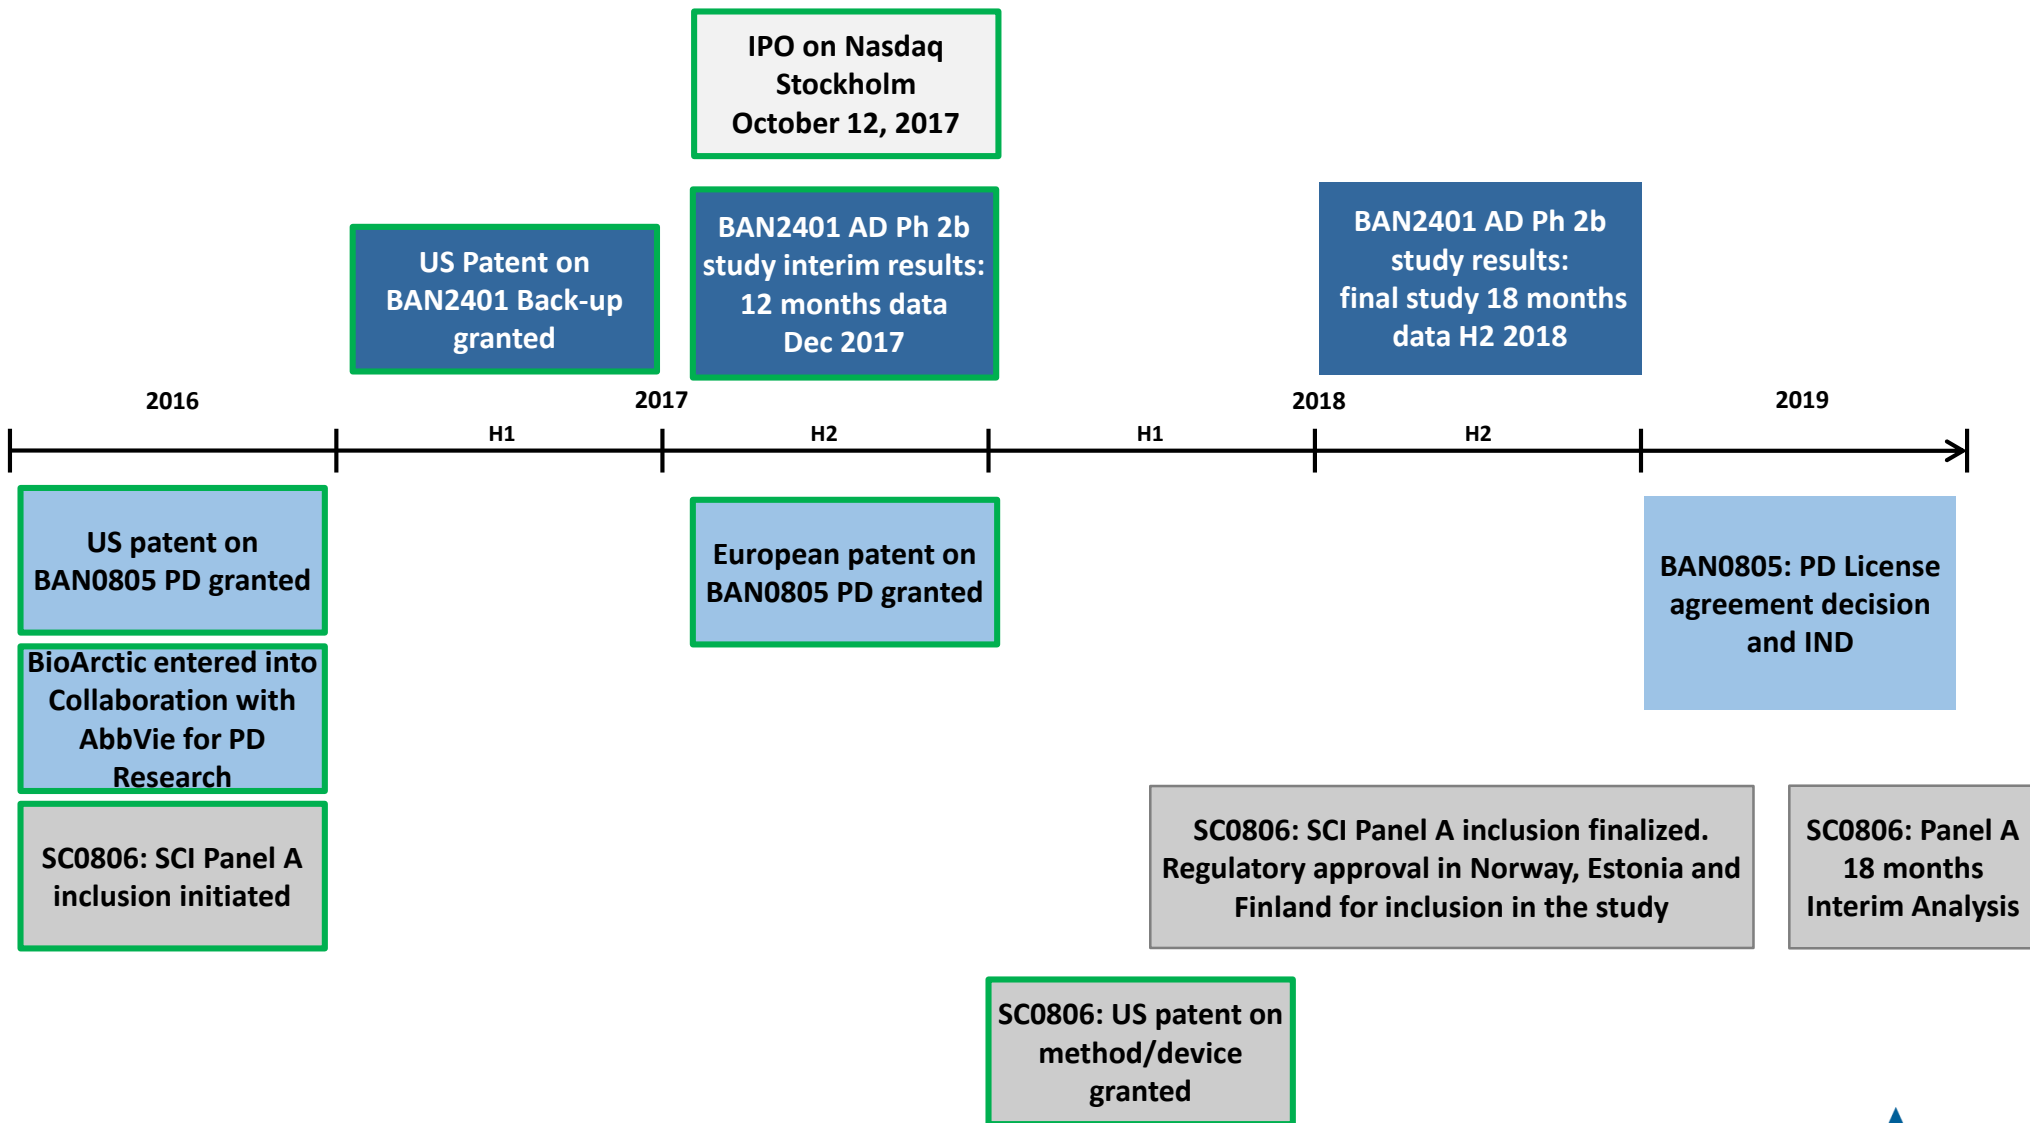 IPO on Nasdaq
Stockholm
October 12, 2017
US Patent on
BAN2401 Back-up
granted
BAN2401 AD Ph 2b
study interim results:
12 months data
Dec 2017
BAN2401 AD Ph 2b
study results:
final study 18 months
data H2 2018
2016
2017
2018
2019
H1
H2
H1
H2
US patent on
BAN0805 PD granted
European patent on
BAN0805 PD granted
BAN0805: PD License
agreement decision
and IND
BioArctic entered into
Collaboration with
AbbVie for PD
Research
SC0806: SCI Panel A
inclusion initiated
SC0806: SCI Panel A inclusion finalized.
Regulatory approval in Norway, Estonia and
Finland for inclusion in the study
SC0806: Panel A
18 months
Interim Analysis
SC0806: US patent on
method/device
granted